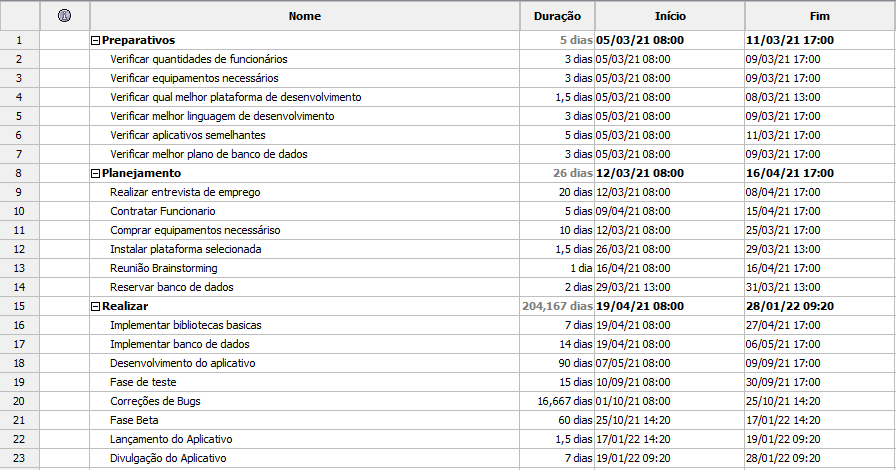 Nome Duração Início Fim
1 Preparativos 5 dias 05/03/21 08:00 11/03/21 17:00
2 Verificar quantidades de funcionários 3 dias 05/03/21 08:00 09/03/21 17:00
3 Verificar equipamentos necessários 3 dias 05/03/21 08:00 09/03/21 17:00
4 Verificar qual melhor plataforma de desenvolvimento 1,5 dias 05/03/21 08:00 08/03/21 13:00
5 Verificar melhor linguagem de desenvolvimento 3 dias 05/03/21 08:00 09/03/21 17:00
6 Verificar aplicativos semelhantes 5 dias 05/03/21 08:00 11/03/21 17:00
7 Verificar melhor plano de banco de dados 3 dias 05/03/21 08:00 09/03/21 17:00
8 Planejamento 26 dias 12/03/21 08:00 16/04/21 17:00
9 Realizar entrevista de emprego 20 dias 12/03/21 08:00 08/04/21 17:00
10 Contratar Funcionario 5 dias 09/04/21 08:00 15/04/21 17:00
11 Comprar equipamentos necessáriso 10 dias 12/03/21 08:00 25/03/21 17:00
12 Instalar plataforma selecionada 1,5 dias 26/03/21 08:00 29/03/21 13:00
13 Reunião Brainstorming 1 dia 16/04/21 08:00 16/04/21 17:00
14 Reservar banco de dados 2 dias 29/03/21 13:00 31/03/21 13:00
15 Realizar 204,167 dias 19/04/21 08:00 28/01/22 09:20
16 Implementar bibliotecas basicas 7 dias 19/04/21 08:00 27/04/21 17:00
17 Implementar banco de dados 14 dias 19/04/21 08:00 06/05/21 17:00
18 Desenvolvimento do aplicativo 90 dias 07/05/21 08:00 09/09/21 17:00
19 Fase de teste 15 dias 10/09/21 08:00 30/09/21 17:00
20 Correções de Bugs 16,667 dias 01/10/21 08:00 25/10/21 14:20
21 Fase Beta 60 dias 25/10/21 14:20 17/01/22 14:20
22 Lançamento do Aplicativo 1,5 dias 17/01/22 14:20 19/01/22 09:20
23 Divulgação do Aplicativo 7 dias 19/01/22 09:20 28/01/22 09:20